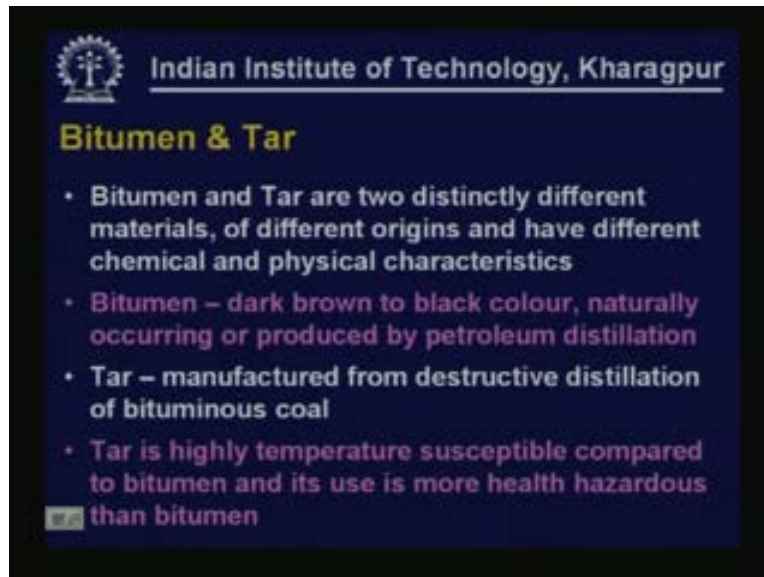 Indian Institute of Technology, Kharagpur
Bitumen & Tar
• Bitumen and Tar are two distinctly different
materials, of different origins and have different
chemical and physical characteristics
• Bitumen – dark brown to black colour, naturally
occurring or produced by petroleum distillation
• Tar – manufactured from destructive distillation
of bituminous coal
• Tar is highly temperature susceptible compared
to bitumen and its use is more health hazardous
than bitumen